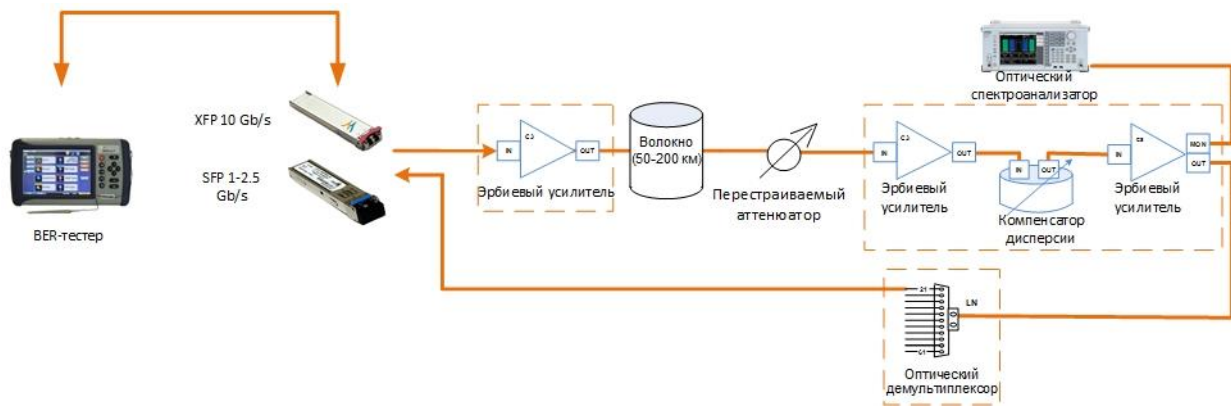 Оптический
спектроанализатор
XFP 10 Gb/s
SFP 1-2.5
Gb/s
BER-тестер
IN
OUT
Эрбиевый усилитель
Волокно
(50-200 км)
Перестраиваемый
аттенюатор
IN
OUT
Эрбиевый
усилитель
IN
OUT
Компенсатор
дисперсии
IN
MON
OUT
Эрбиевый
усилитель
21
LN
61
Оптический
демультиплексор